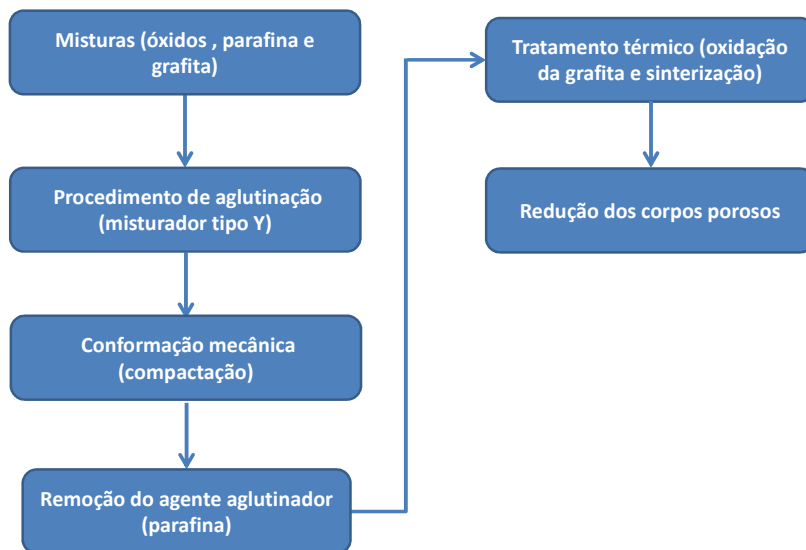 Misturas (óxidos , parafina e
grafita)
Procedimento de aglutinação
(misturador tipo Y)
Conformação mecânica
(compactação)
Remoção do agente aglutinador
(parafina)
Tratamento térmico (oxidação
da grafita e sinterização)
Redução dos corpos porosos